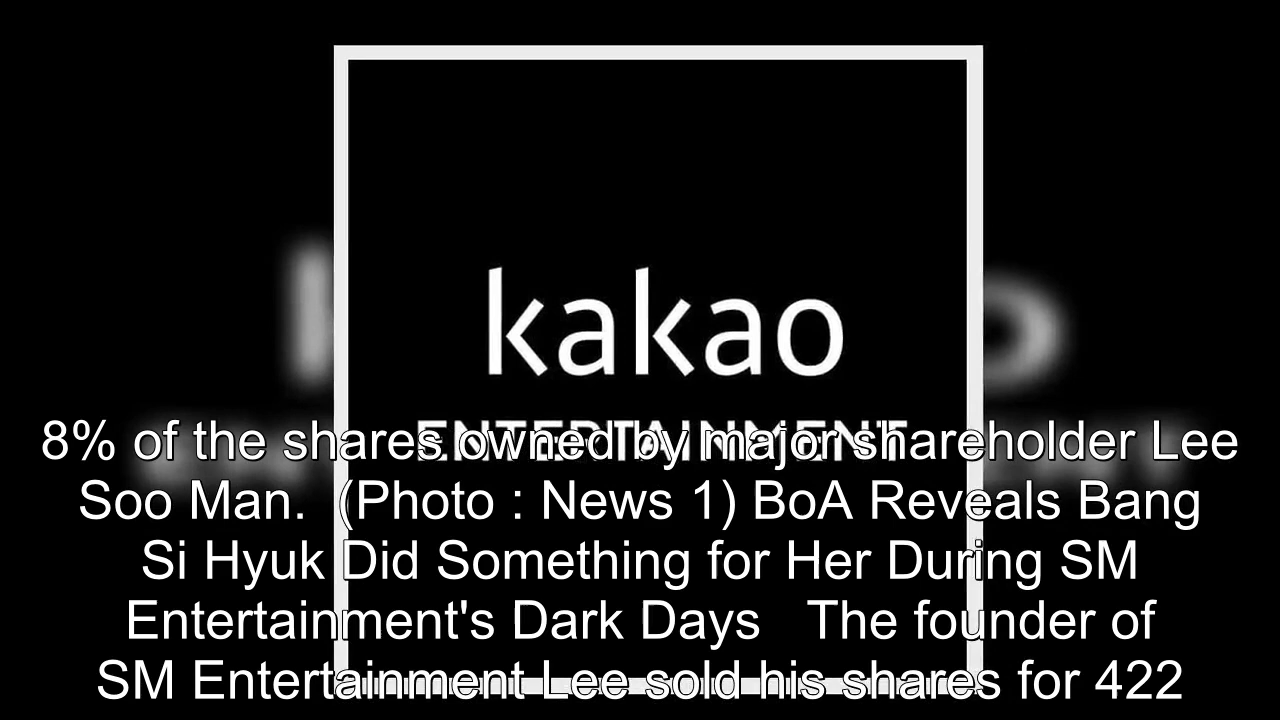 kakao
ENTERTAINMENT
8% of the shares owned by major shareholder Lee
Soo Man.  (Photo : News 1) BoA Reveals Bang
Si Hyuk Did Something for Her During SM
Entertainment's Dark Days   The founder of
SM Entertainment Lee sold his shares for 422